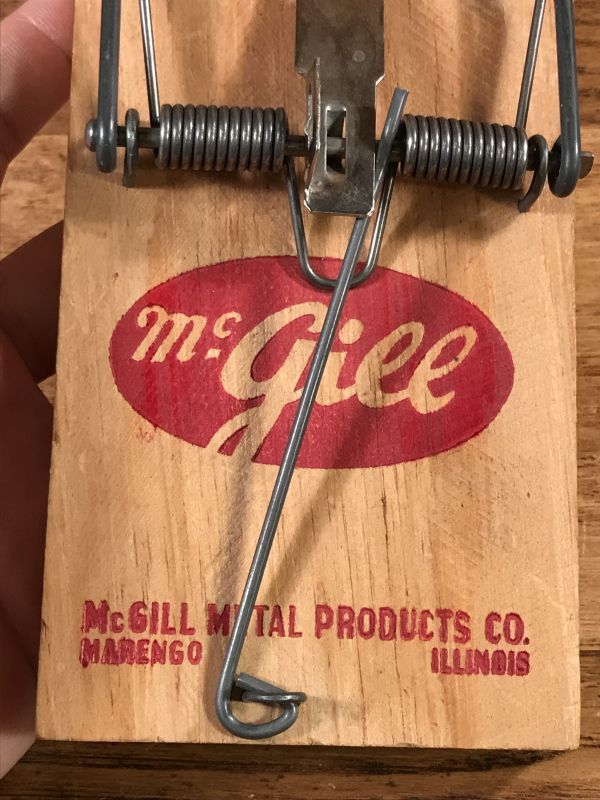 McGill
McGILL METAL PRODUCTS CO.
MARENGO ILLINOIS